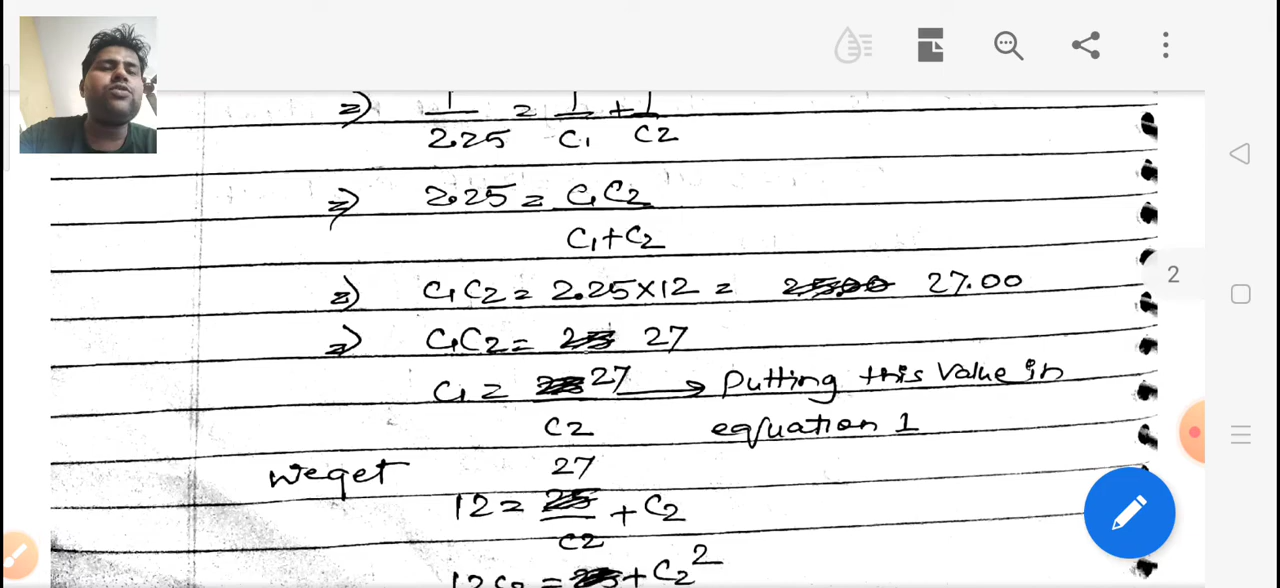 =) 1/2.25 = 1/C1 + 1/C2
=) 2.25 = C1C2/C1+C2
=) C1C2 = 2.25×12 = 27.00
=) C1C2 = 27
C1 = 27/C2 → Putting this value in
equation 1
We get
12 = 27/C2 + C2
12C2 = + C2²
2